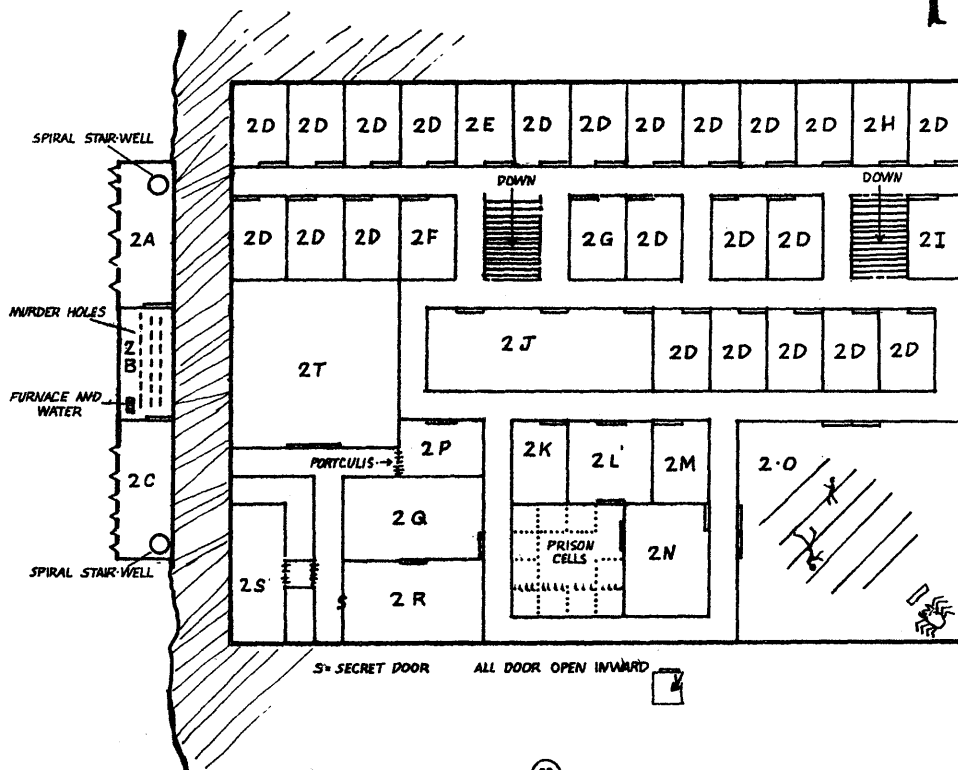 2D 2D 2D 2D 2E 2D 2D 2D 2D 2D 2D 2H 2D
SPIRAL STAIR-WELL
DOWN
DOWN
2A
2D 2D 2D 2F 2G 2D 2D 2D 2I
MURDER HOLES
2B
2T
2J
2D 2D 2D 2D 2D
FURNACE AND
WATER
PORTCULIS
2P
2K
2L
2M
2.O
2C
2Q
PRISON
CELLS
2N
SPIRAL STAIR-WELL
2S
S
2R
S= SECRET DOOR
ALL DOOR OPEN INWARD